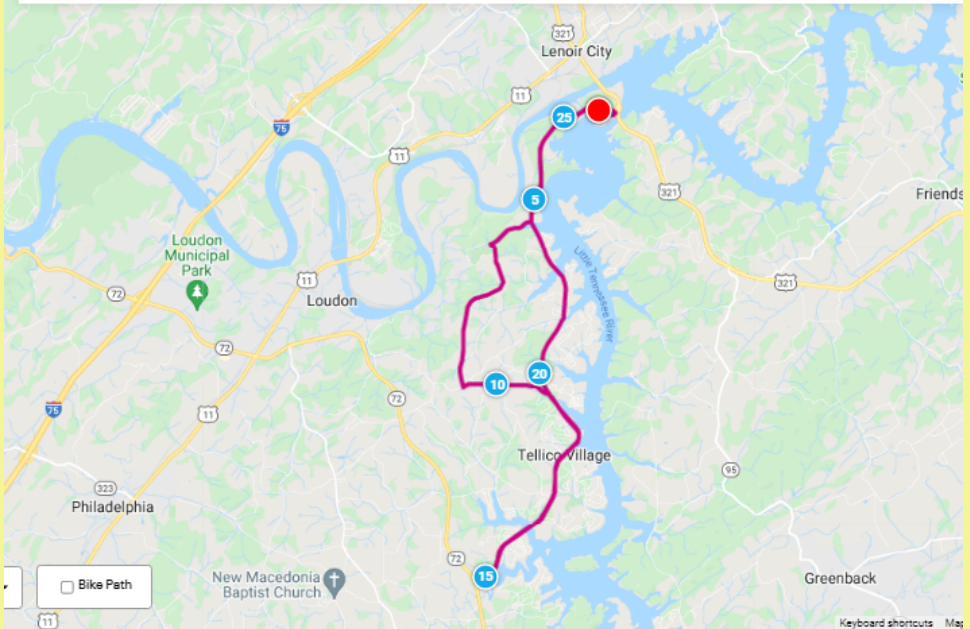 321
Lenoir City
11
25
75
11
321
5
Friends
Loudon
Municipal
Park
Little Tennessee River
11
321
72
Loudon
72
20
10
72
75
11
Tellico Village
95
323
Philadelphia
72
15
Greenback
New Macedonia
Baptist Church
Bike Path
11
Keyboard shortcuts
Map